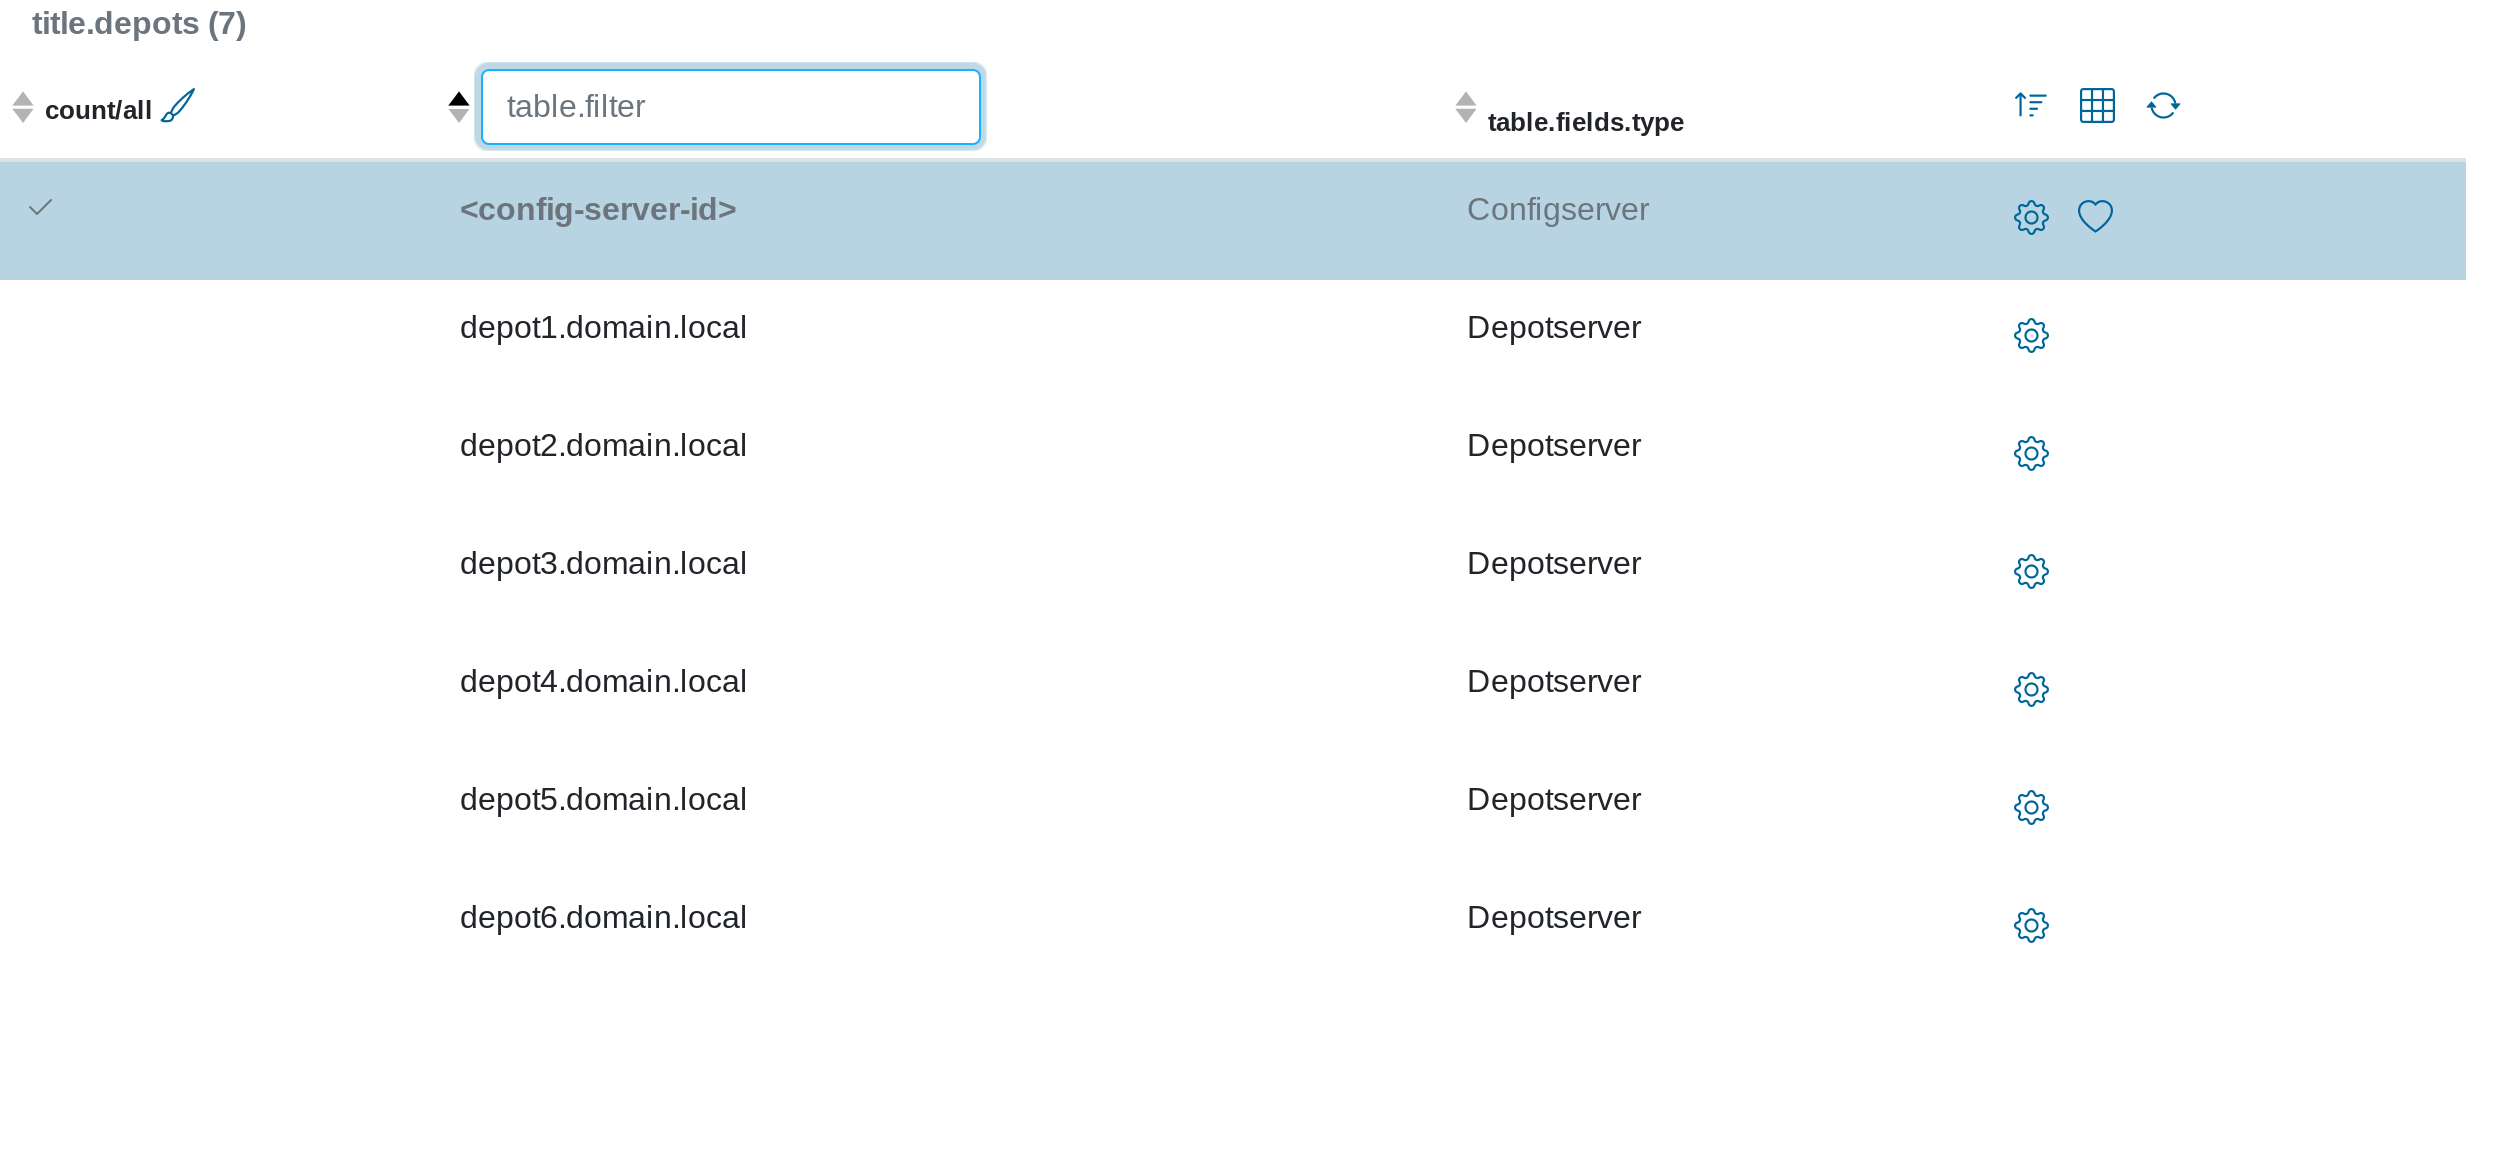 title.depots (7)
count/all table.filter table.fields.type
<config-server-id> Configserver
depot1.domain.local Depotserver
depot2.domain.local Depotserver
depot3.domain.local Depotserver
depot4.domain.local Depotserver
depot5.domain.local Depotserver
depot6.domain.local Depotserver